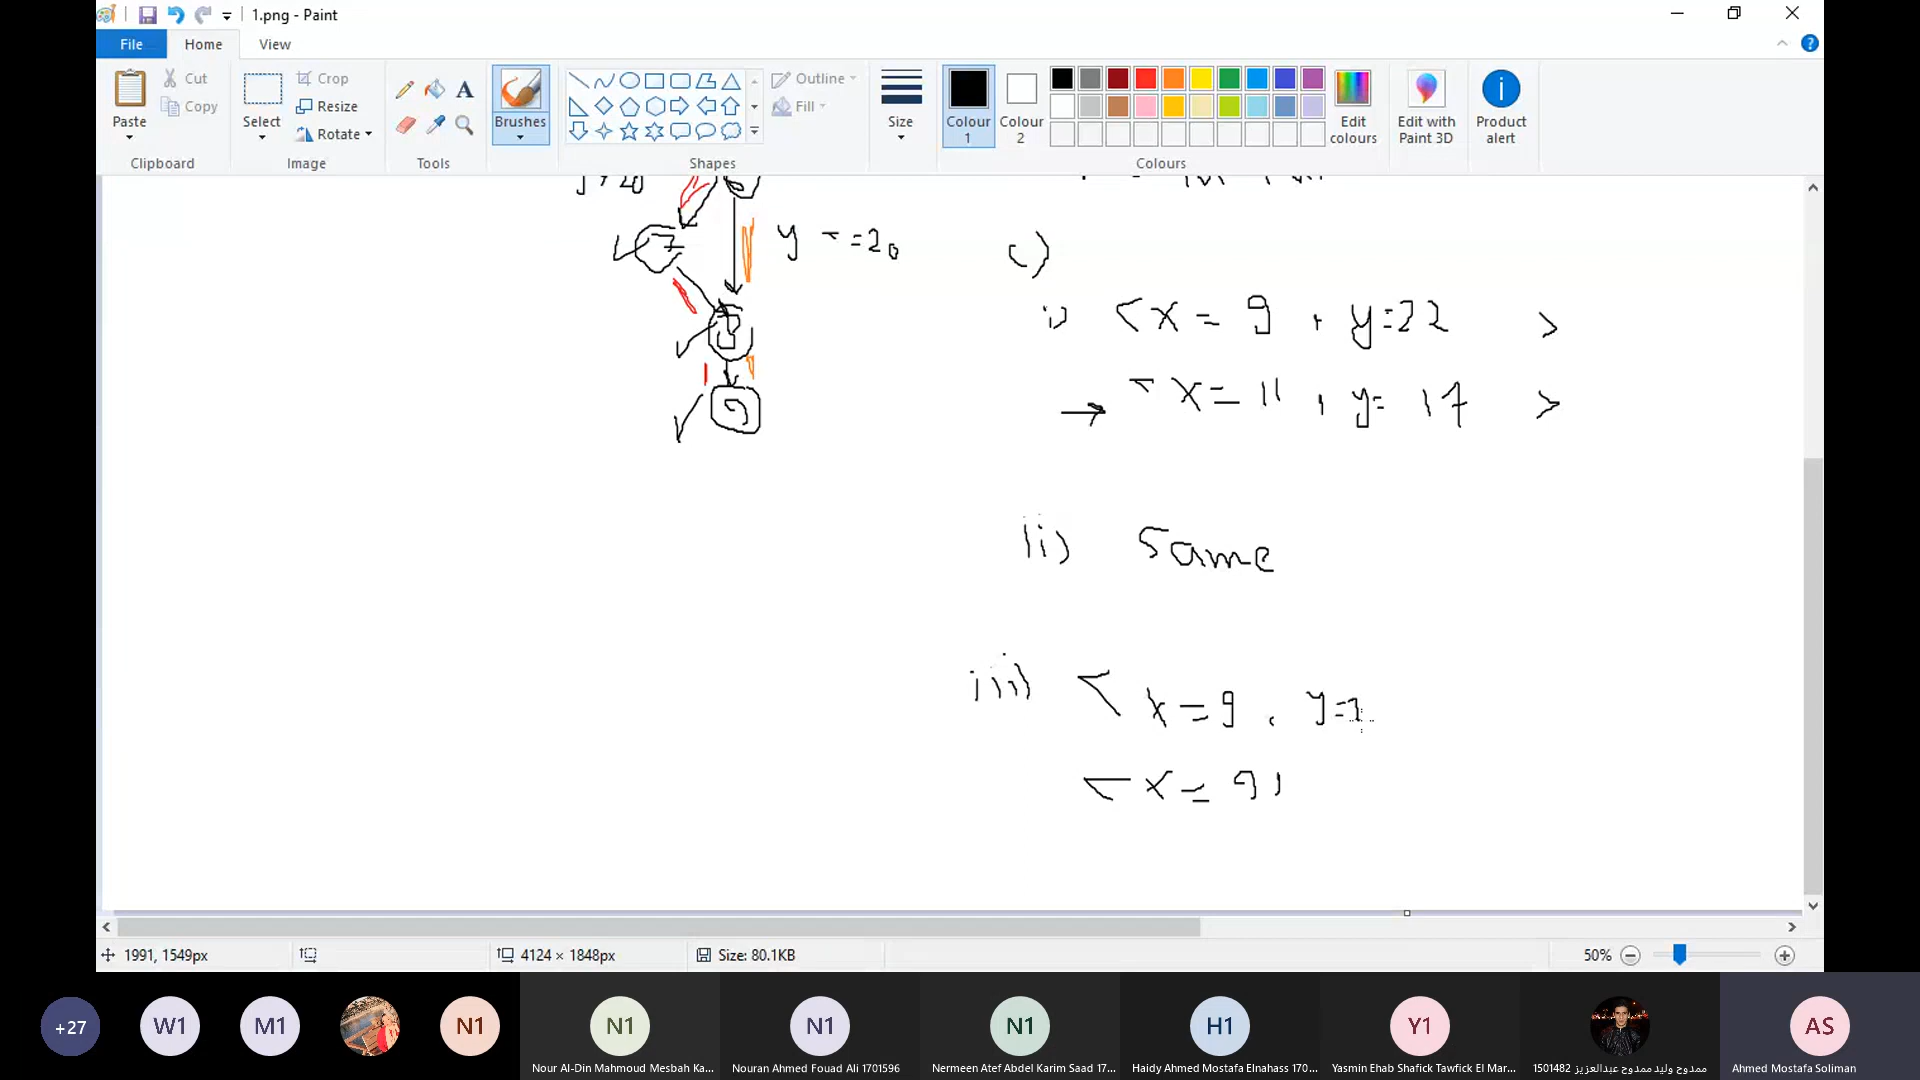 1.png - Paint
File
Home
View
Paste
Cut
Copy
Clipboard
Select
Crop
Resize
Rotate
Image
A
Tools
Brushes
Shapes
Outline
Fill
Size
Colour
1
Colour
2
Edit
colours
Colours
Edit with
Paint 3D
Product
alert
7
y <= 20
8
9
c)
i) < x = 9 , y=22 >
→ < x = 11 , y= 17 >
ii) Same
iii) < x = 9 , y=
< x = 9 ,
1991, 1549px
4124 × 1848px
Size: 80.1KB
50%
+27
W1
M1
N1
N1
N1
N1
H1
Y1
AS
Nour Al-Din Mahmoud Mesbah Ka...
Nouran Ahmed Fouad Ali 1701596
Nermeen Atef Abdel Karim Saad 17...
Haidy Ahmed Mostafa Elnahass 170...
Yasmin Ehab Shafick Tawfick El Mar...
ممدوح وليد ممدوح عبدالعزيز 1501482
Ahmed Mostafa Soliman